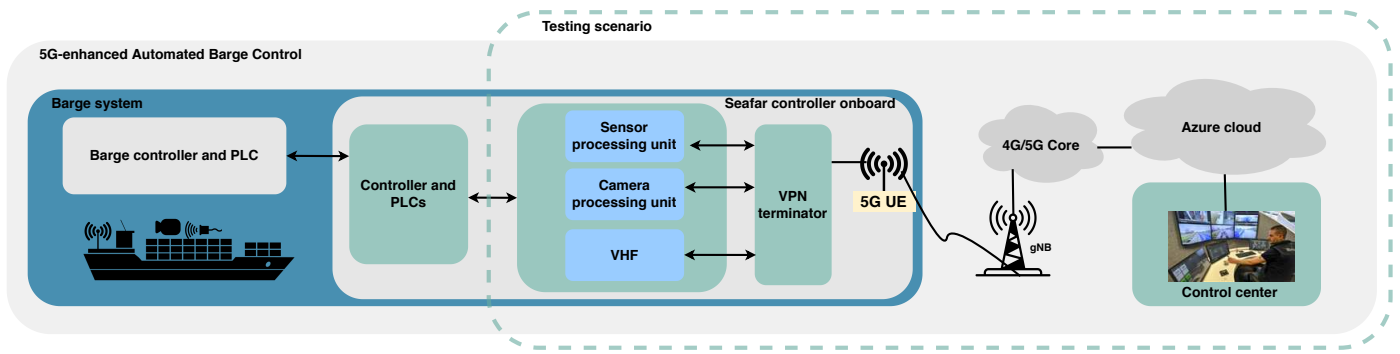 Testing scenario
5G-enhanced Automated Barge Control
Barge system
Seafar controller onboard
Barge controller and PLC
Controller and
PLCs
Sensor
processing unit
Camera
processing unit
VHF
VPN
terminator
5G UE
4G/5G Core
gNB
Azure cloud
Control center